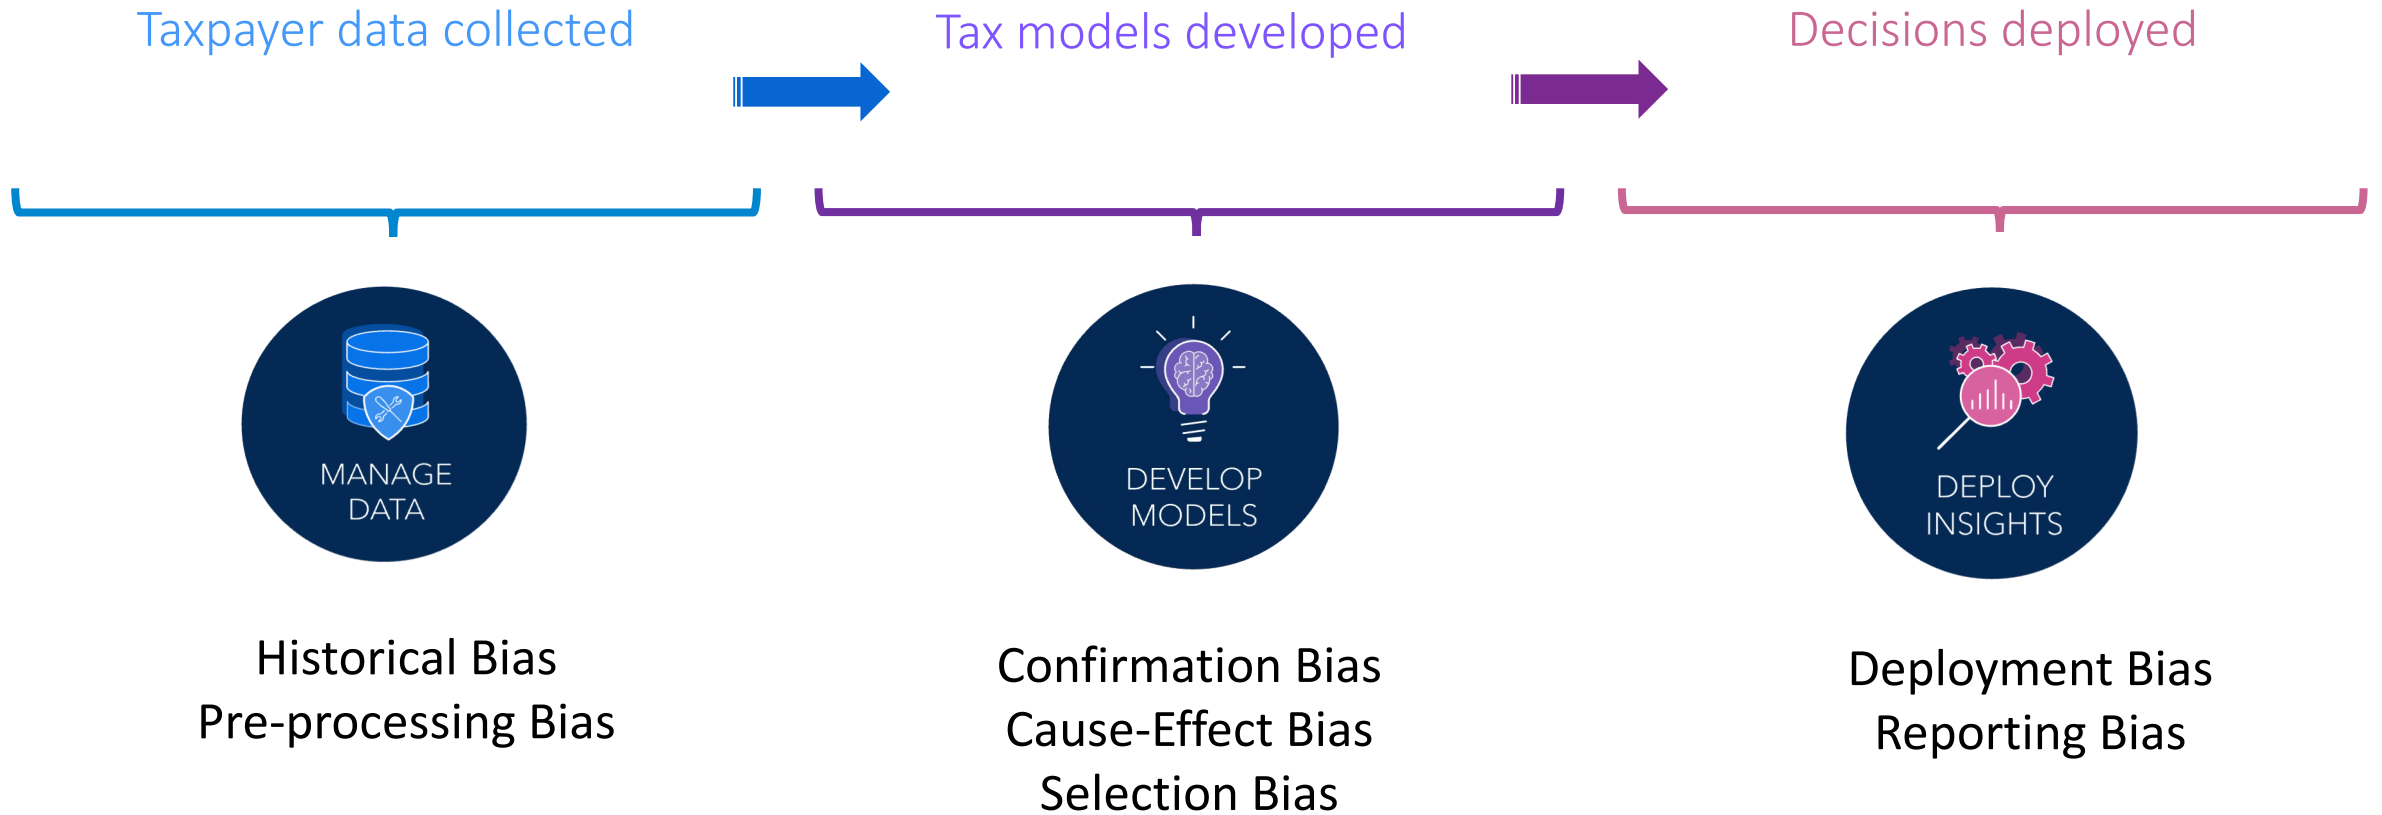 Taxpayer data collected
Tax models developed
Decisions deployed
MANAGE
DATA
DEVELOP
MODELS
DEPLOY
INSIGHTS
Historical Bias
Pre-processing Bias
Confirmation Bias
Cause-Effect Bias
Selection Bias
Deployment Bias
Reporting Bias